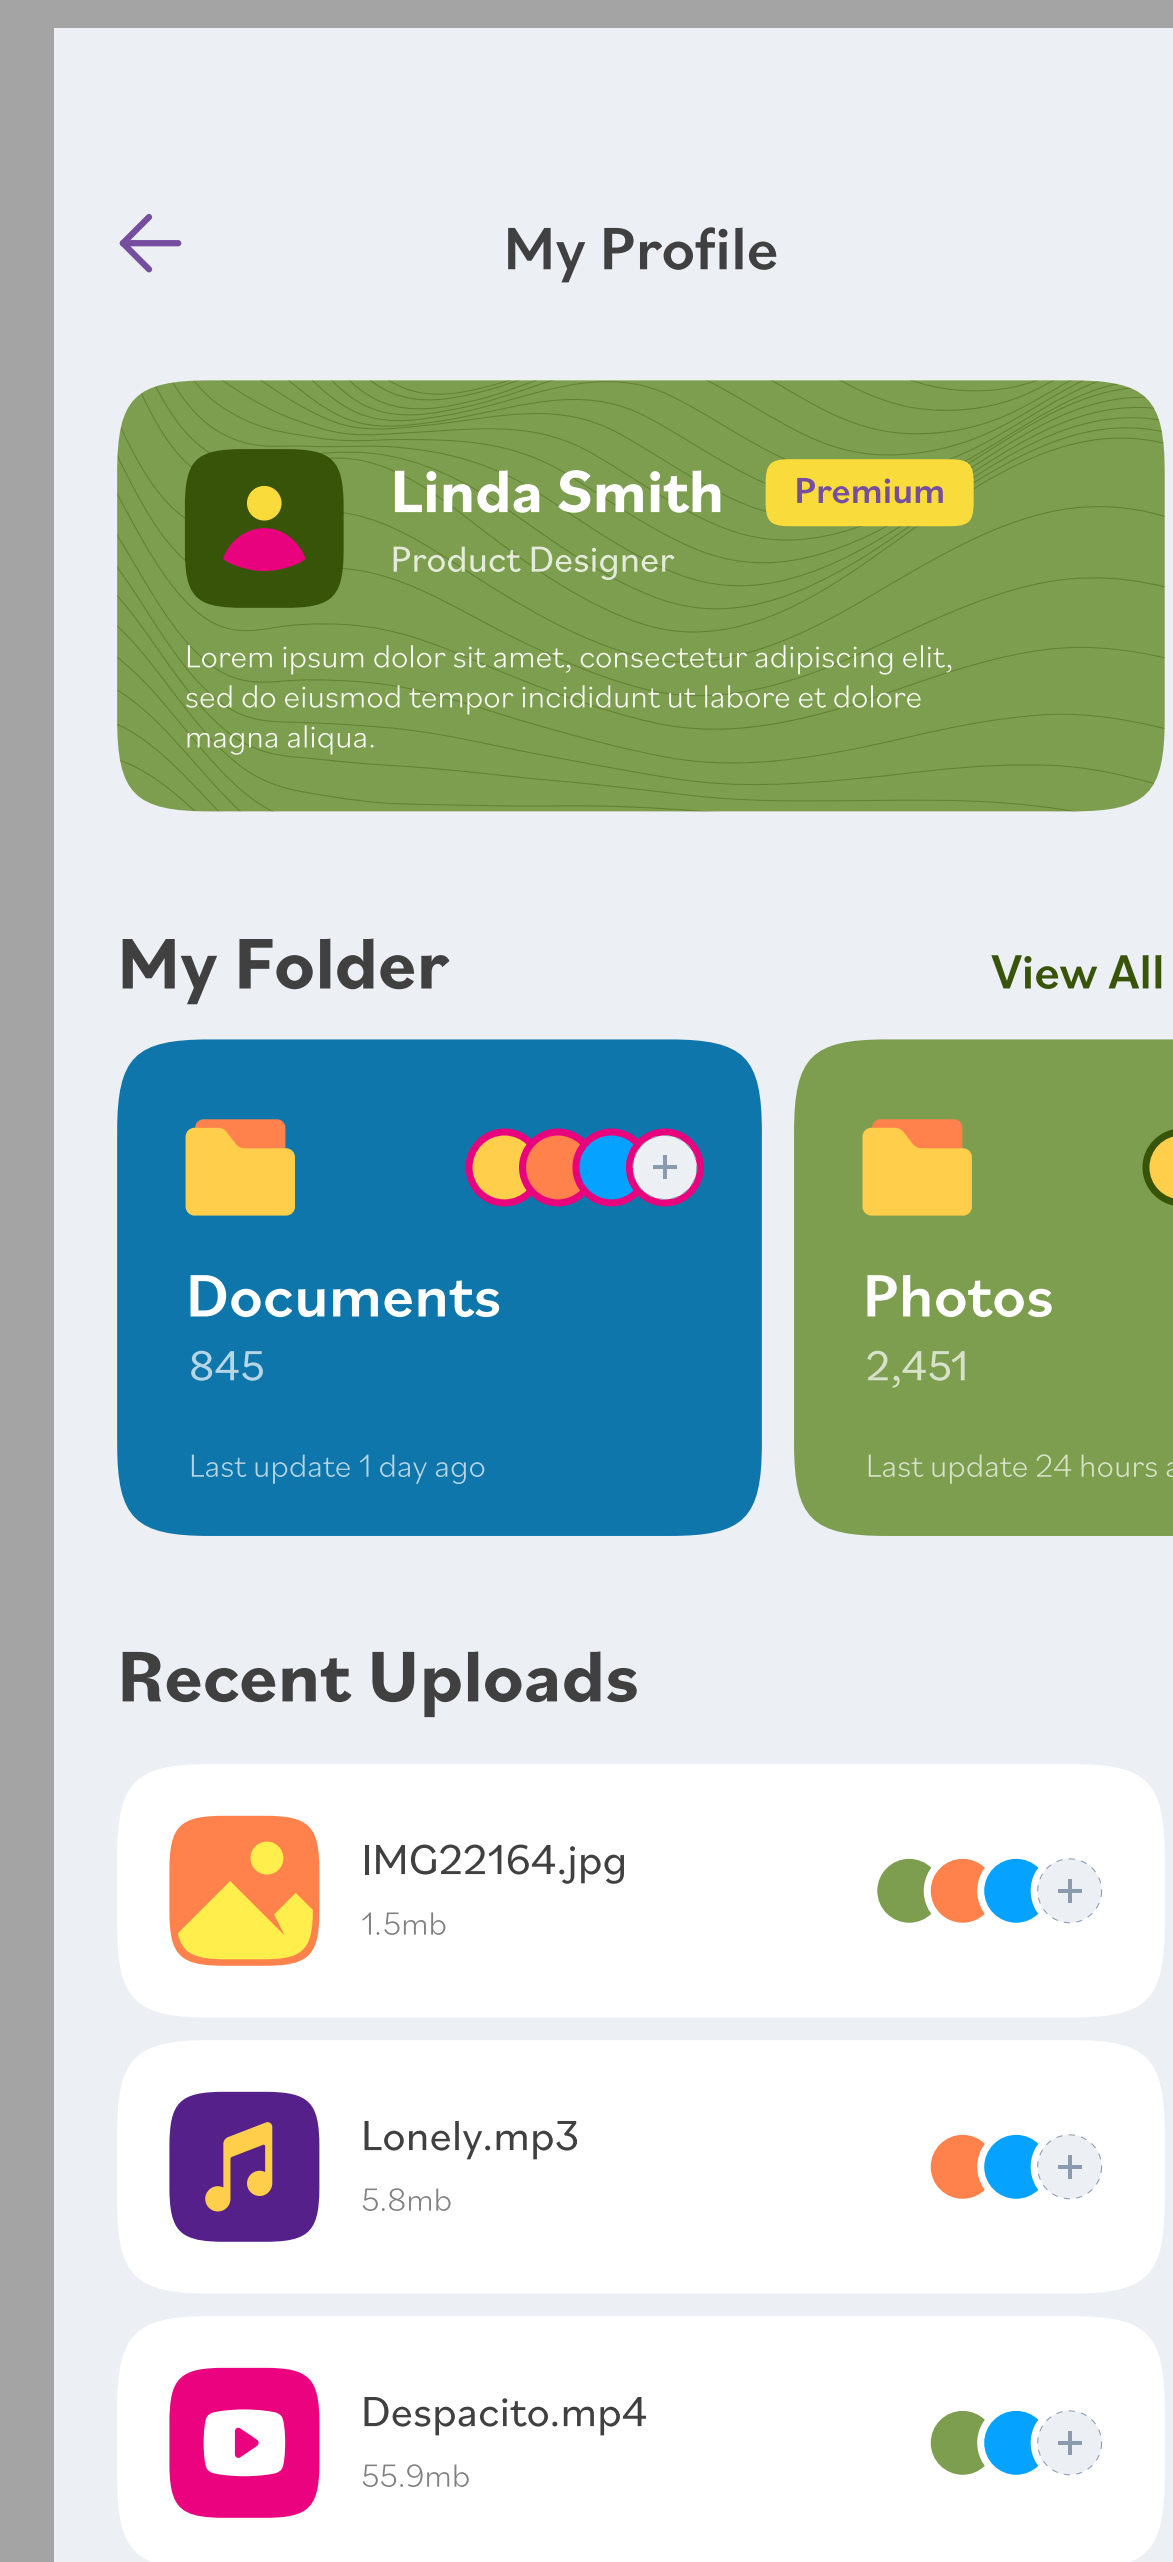 My Profile
Linda Smith
Premium
Product Designer
Lorem ipsum dolor sit amet, consectetur adipiscing elit,
sed do eiusmod tempor incididunt ut labore et dolore
magna aliqua.
My Folder
View All
Documents
845
Last update 1 day ago
Photos
2,451
Last update 24 hours
Recent Uploads
IMG22164.jpg
1.5mb
Lonely.mp3
5.8mb
Despacito.mp4
55.9mb